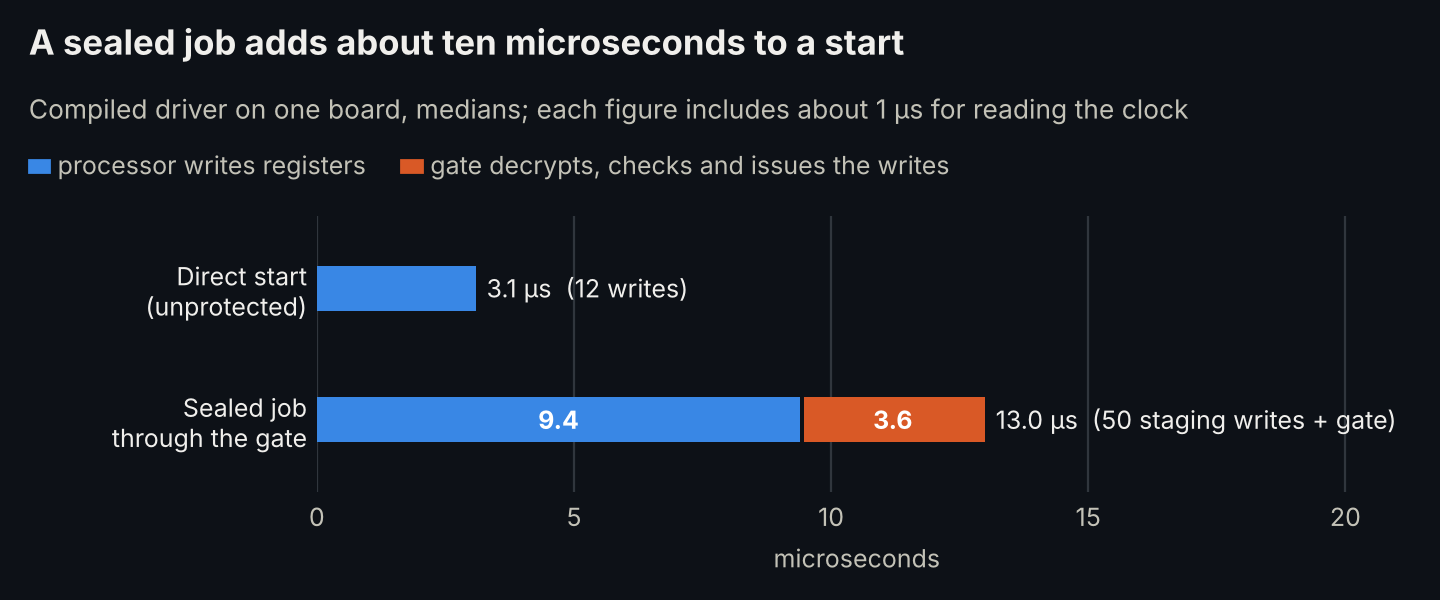 A sealed job adds about ten microseconds to a start
Compiled driver on one board, medians; each figure includes about 1 µs for reading the clock
processor writes registers
gate decrypts, checks and issues the writes
Direct start
(unprotected)
3.1 µs (12 writes)
Sealed job
through the gate
9.4
3.6
13.0 µs (50 staging writes + gate)
0 5 10 15 20
microseconds